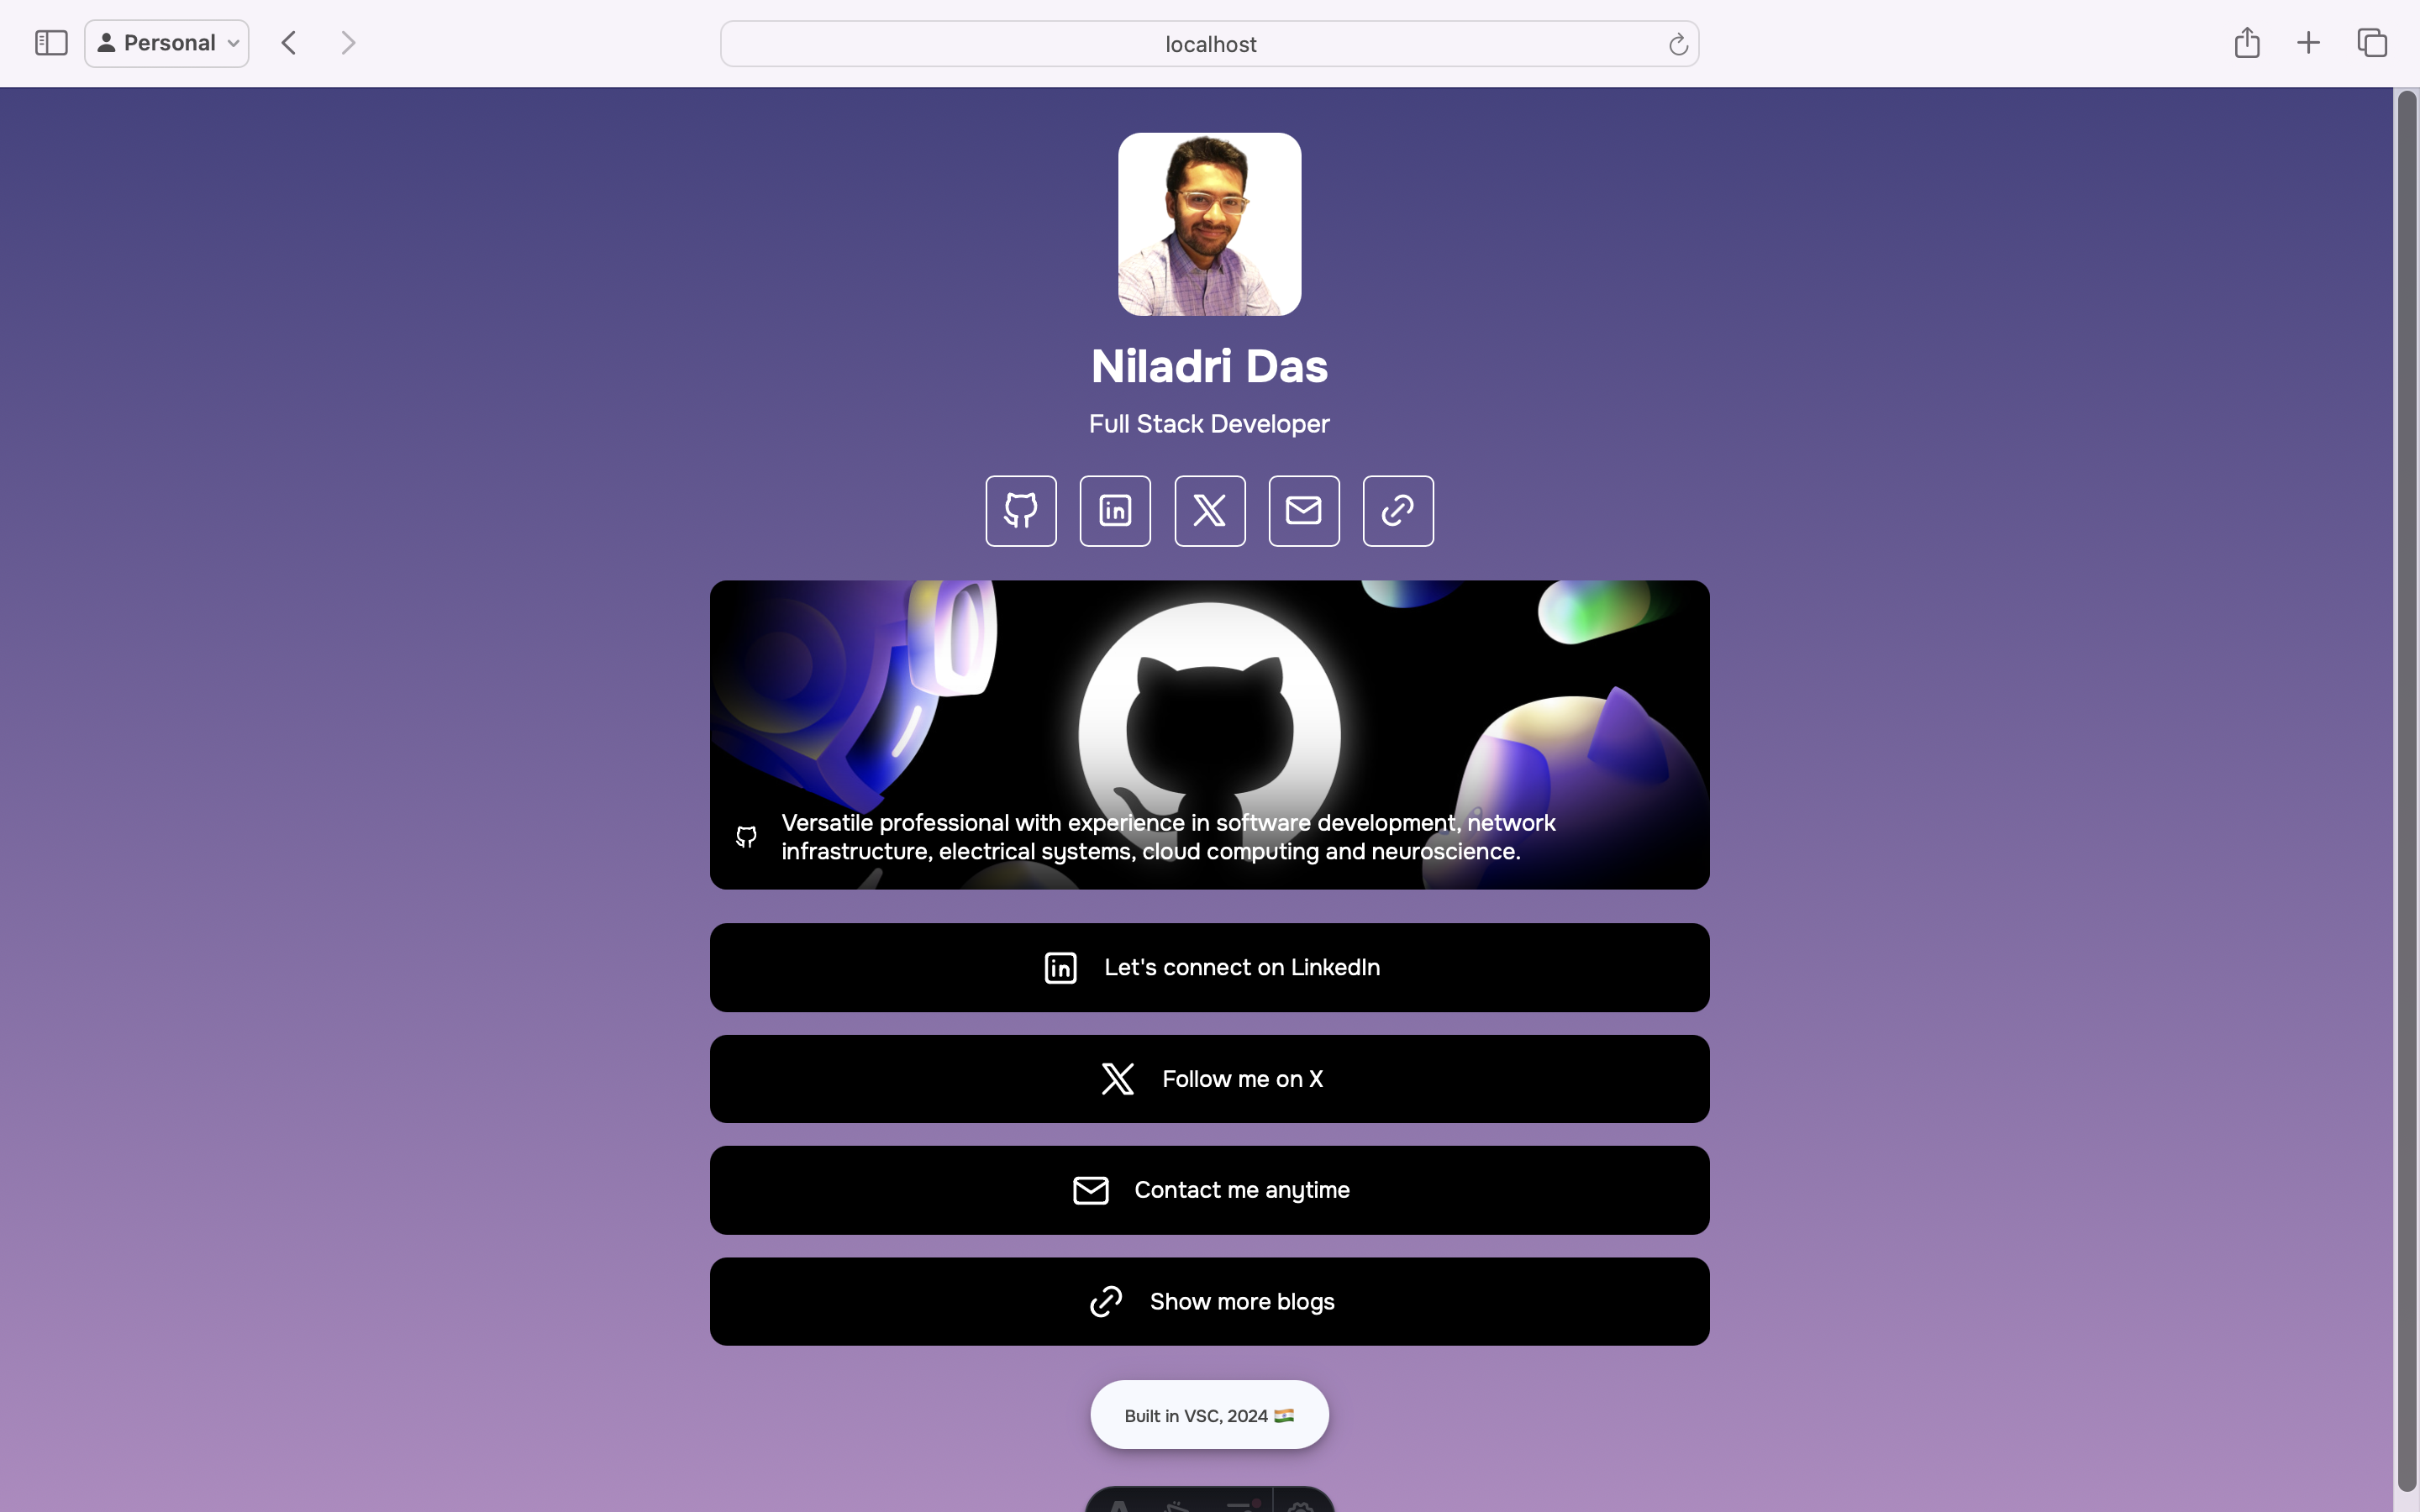 Personal
localhost
Niladri Das
Full Stack Developer
Versatile professional with experience in software development, network
infrastructure, electrical systems, cloud computing and neuroscience.
Let's connect on LinkedIn
Follow me on X
Contact me anytime
Show more blogs
Built in VSC, 2024 🇮🇳